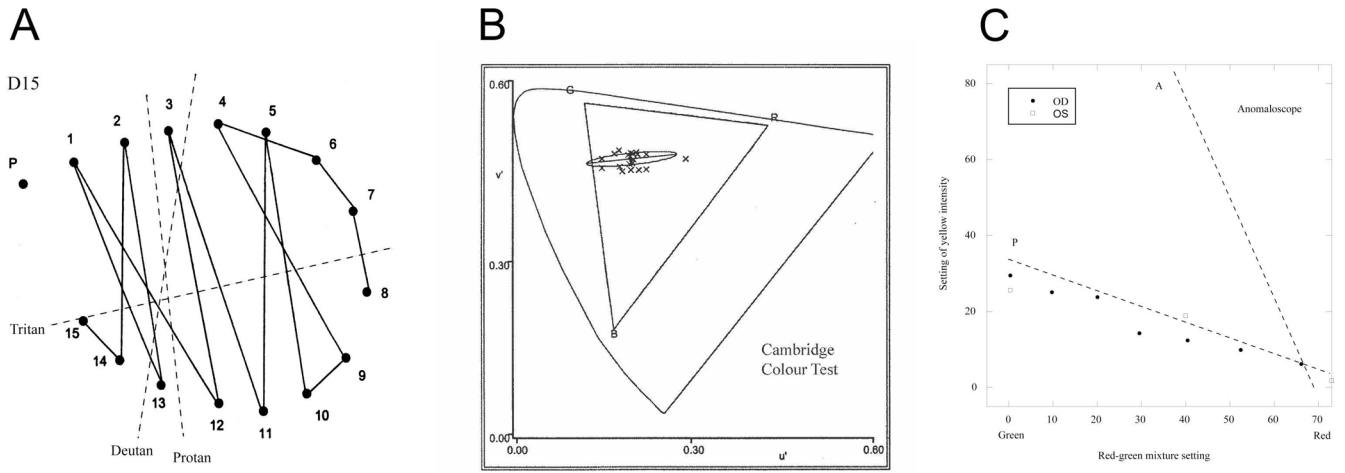 A
D15
P
1
2
3
4
5
6
7
8
9
10
11
12
13
14
15
Tritan
Deutan
Protan
B
0.60
0.30
0.00
0.00
0.30
0.60
v'
u'
G
R
B
Cambridge
Colour Test
C
80
60
40
20
0
0
10
20
30
40
50
60
70
Green
Red
Setting of yellow intensity
Red-green mixture setting
OD
OS
A
P
Anomaloscope